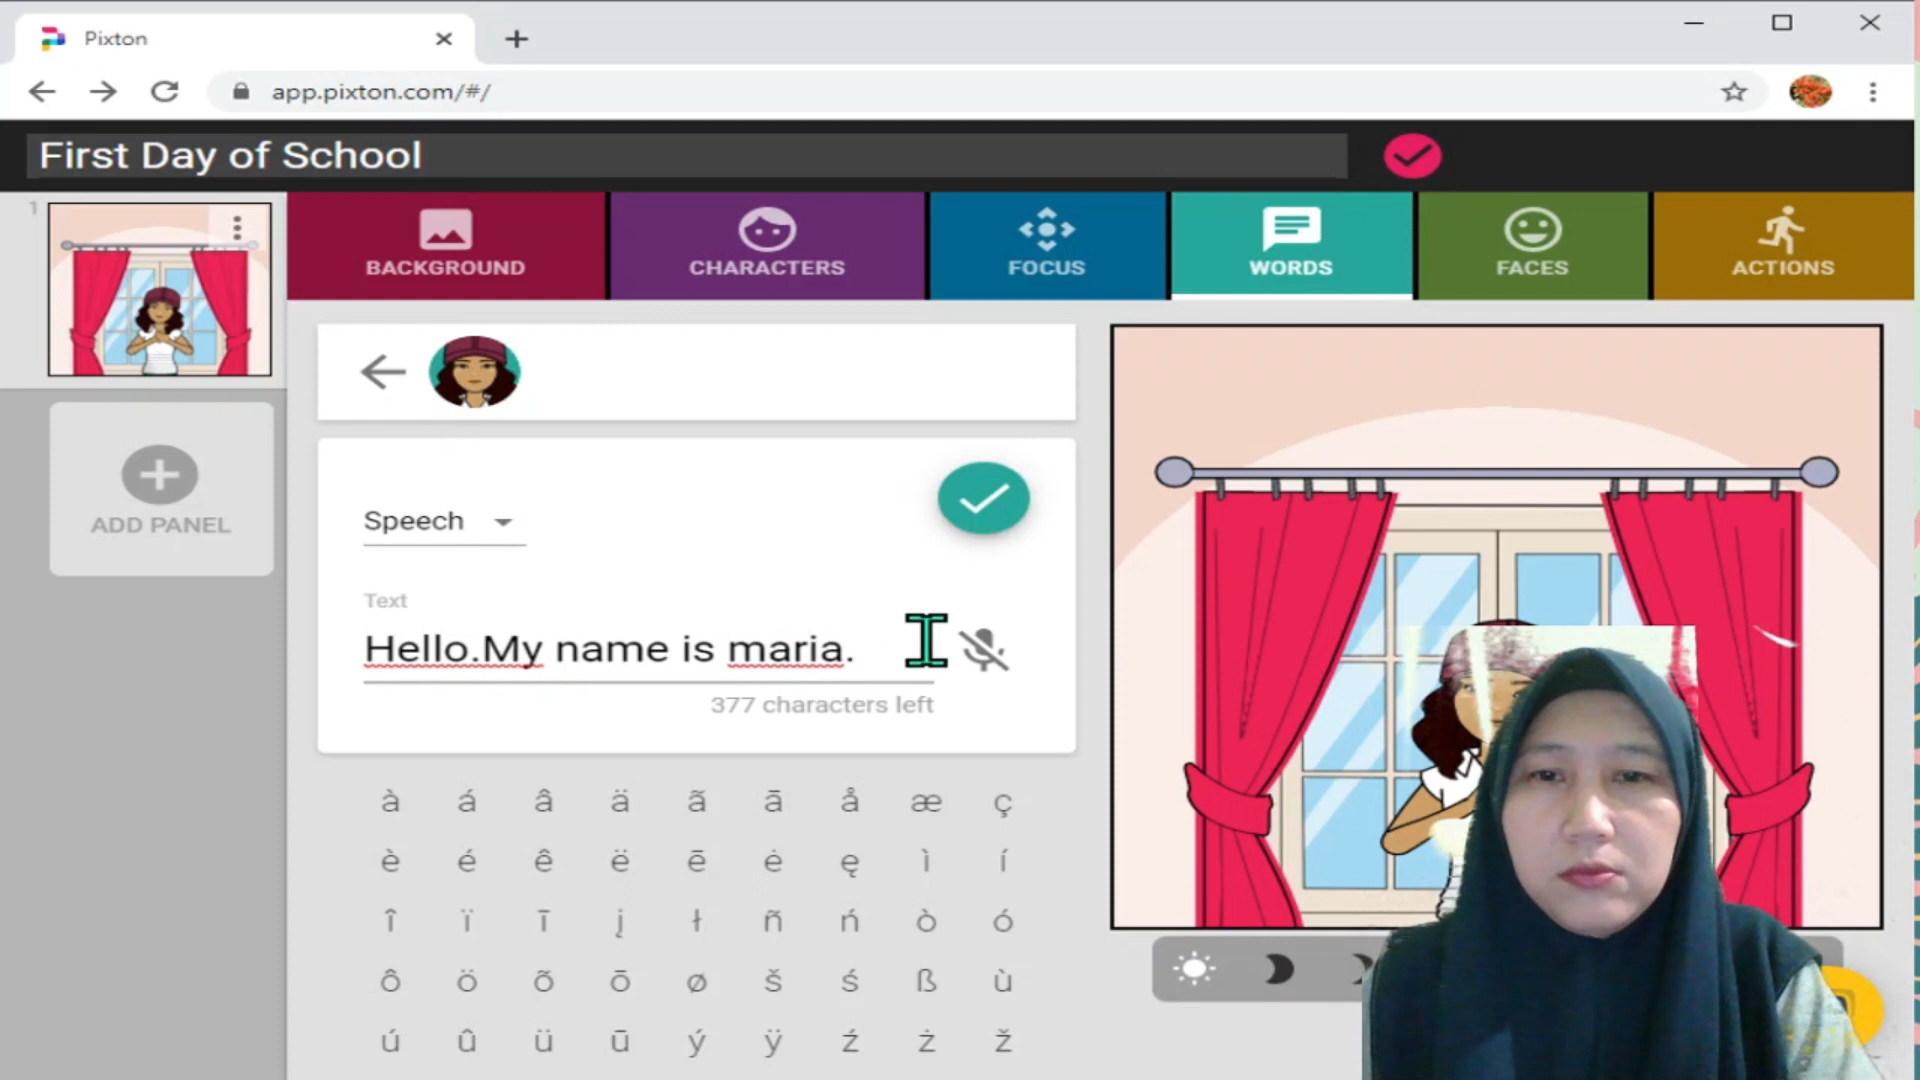 Pixton
app.pixton.com/#/
First Day of School
1
BACKGROUND
CHARACTERS
FOCUS
WORDS
FACES
ACTIONS
ADD PANEL
Speech
Text
Hello.My name is maria.
377 characters left
à á â ä ã ā å æ ç
è é ê ë ē ė ę ì í
î ï ī į ł ñ ń ò ó
ô ö õ ō ø š ś ß ù
ú û ü ū ý ÿ ź ż ž